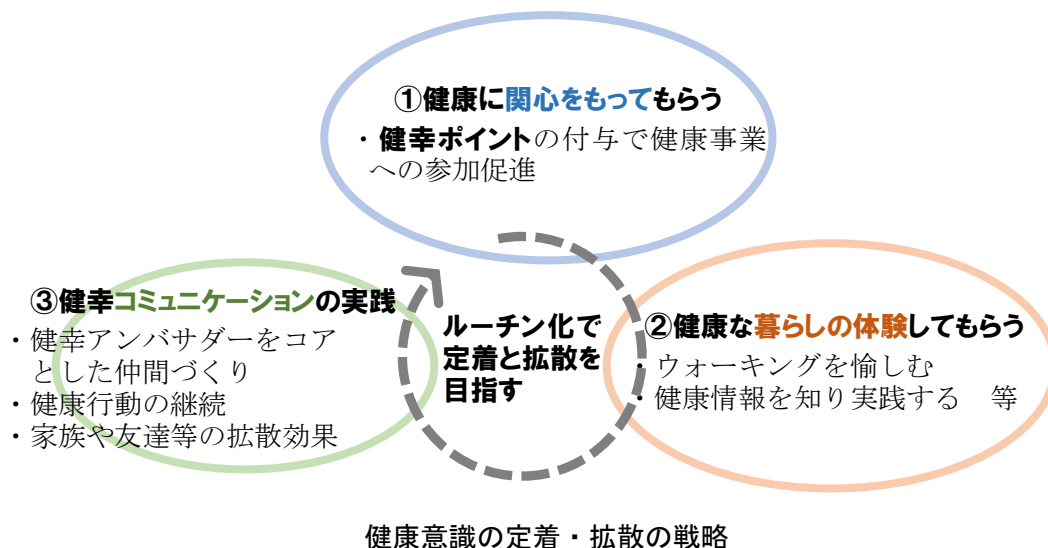 ①健康に関心をもってもらう
・健幸ポイントの付与で健康事業
への参加促進
③健幸コミュニケーションの実践
・健幸アンバサダーをコア
とした仲間づくり
・健康行動の継続
・家族や友達等の拡散効果
ルーチン化で
定着と拡散を
目指す
②健康な暮らしの体験してもらう
・ウォーキングを愉しむ
・健康情報を知り実践する　等
健康意識の定着・拡散の戦略